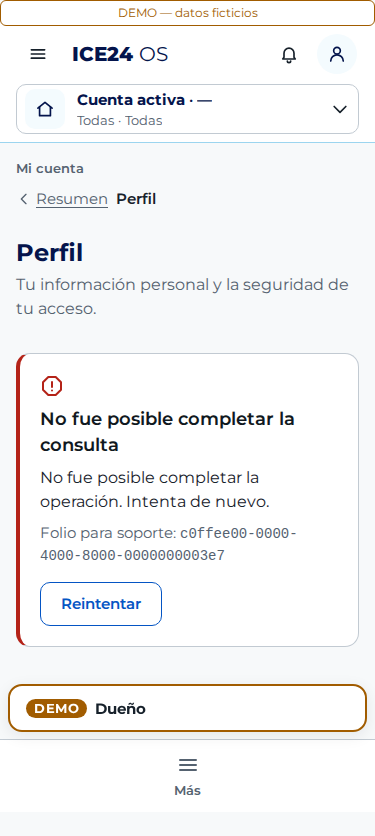 DEMO — datos ficticios
ICE24 OS
Cuenta activa · —
Todas · Todas
Mi cuenta
Resumen Perfil
Perfil
Tu información personal y la seguridad de
tu acceso.
No fue posible completar la
consulta
No fue posible completar la
operación. Intenta de nuevo.
Folio para soporte: c0ffee00-0000-
4000-8000-0000000003e7
Reintentar
DEMO Dueño
Más